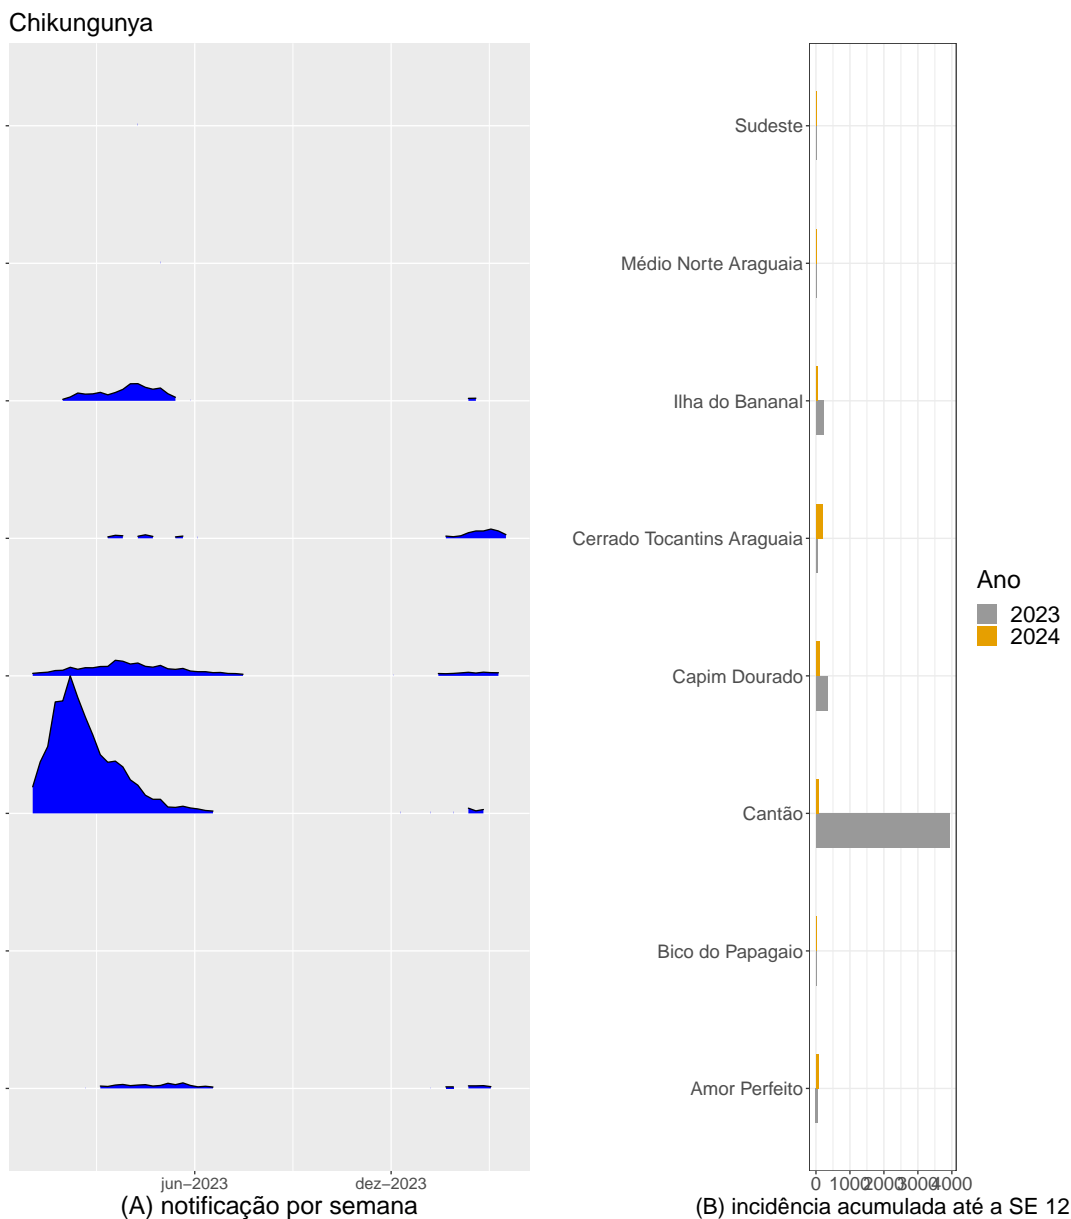 Chikungunya
Sudeste
Médio Norte Araguaia
Ilha do Bananal
Cerrado Tocantins Araguaia
Capim Dourado
Cantão
Bico do Papagaio
Amor Perfeito
Ano
2023
2024
jun–2023
dez–2023
0 1000 2000 3000 4000
(A) notificação por semana
(B) incidência acumulada até a SE 12